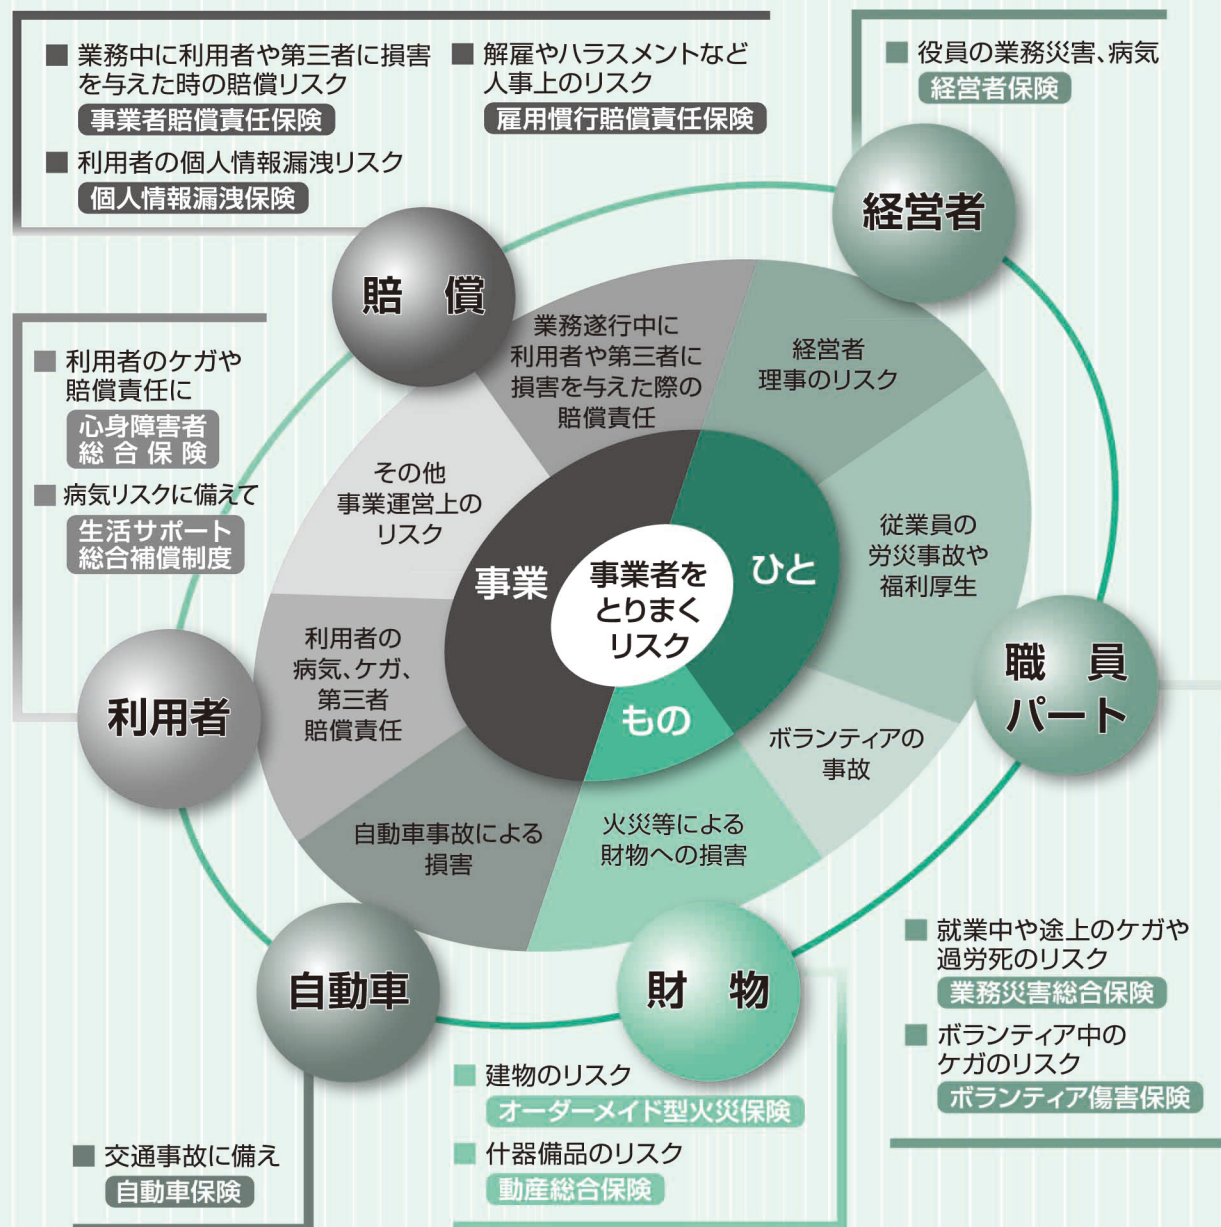 ■ 業務中に利用者や第三者に損害
を与えた時の賠償リスク
事業者賠償責任保険
■ 利用者の個人情報漏洩リスク
個人情報漏洩保険
■ 解雇やハラスメントなど
人事上のリスク
雇用慣行賠償責任保険
■ 役員の業務災害、病気
経営者保険
経営者
賠 償
■ 利用者のケガや
賠償責任に
心身障害者
総合保険
■ 病気リスクに備えて
生活サポート
総合補償制度
業務遂行中に
利用者や第三者に
損害を与えた際の
賠償責任
経営者
理事のリスク
その他
事業運営上の
リスク
従業員の
労災事故や
福利厚生
事業
ひと
もの
事業者を
とりまく
リスク
利用者の
病気、ケガ、
第三者
賠償責任
ボランティアの
事故
自動車事故による
損害
火災等による
財物への損害
利用者
職 員
パート
自動車
財 物
■ 就業中や途上のケガや
過労死のリスク
業務災害総合保険
■ ボランティア中の
ケガのリスク
ボランティア傷害保険
■ 建物のリスク
オーダーメイド型火災保険
■ 什器備品のリスク
動産総合保険
■ 交通事故に備え
自動車保険